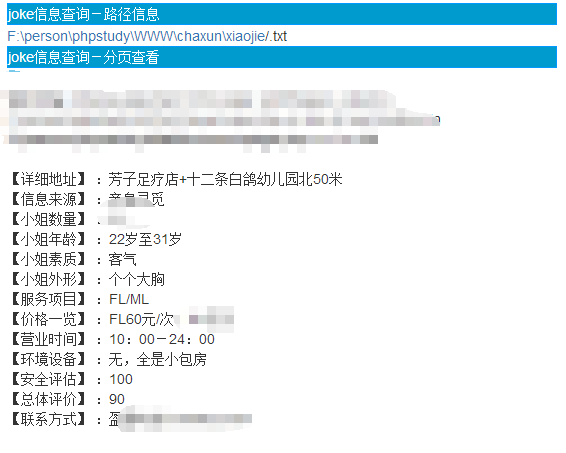 joke信息查询－路径信息
F:\person\phpstudy\WWW\chaxun\xiaojie/.txt
joke信息查询－分页查看
【详细地址】：芳子足疗店+十二条白鸽幼儿园北50米
【信息来源】：亲身寻觅
【小姐数量】：
【小姐年龄】：22岁至31岁
【小姐素质】：客气
【小姐外形】：个个大胸
【服务项目】：FL/ML
【价格一览】：FL60元/次
【营业时间】：10：00－24：00
【环境设备】：无，全是小包房
【安全评估】：100
【总体评价】：90
【联系方式】：